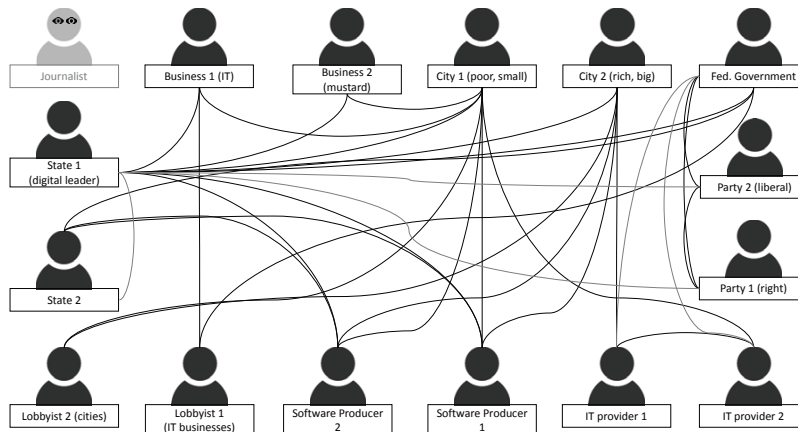 Journalist
Business 1 (IT)
Business 2
(mustard)
City 1 (poor, small)
City 2 (rich, big)
Fed. Government
State 1
(digital leader)
Party 2 (liberal)
State 2
Party 1 (right)
Lobbyist 2 (cities)
Lobbyist 1
(IT businesses)
Software Producer
2
Software Producer
1
IT provider 1
IT provider 2